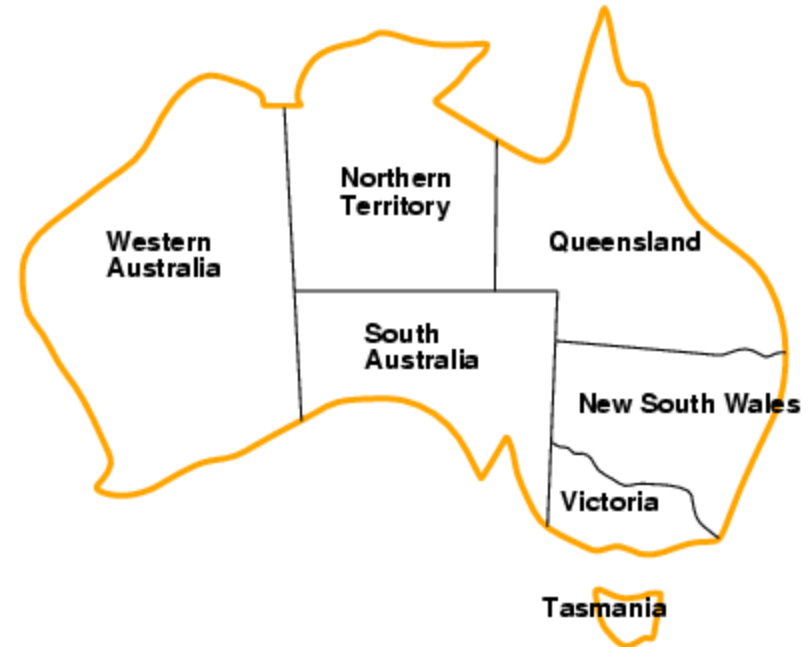 Northern
Territory
Western
Australia
Queensland
South
Australia
New South Wales
Victoria
Tasmania